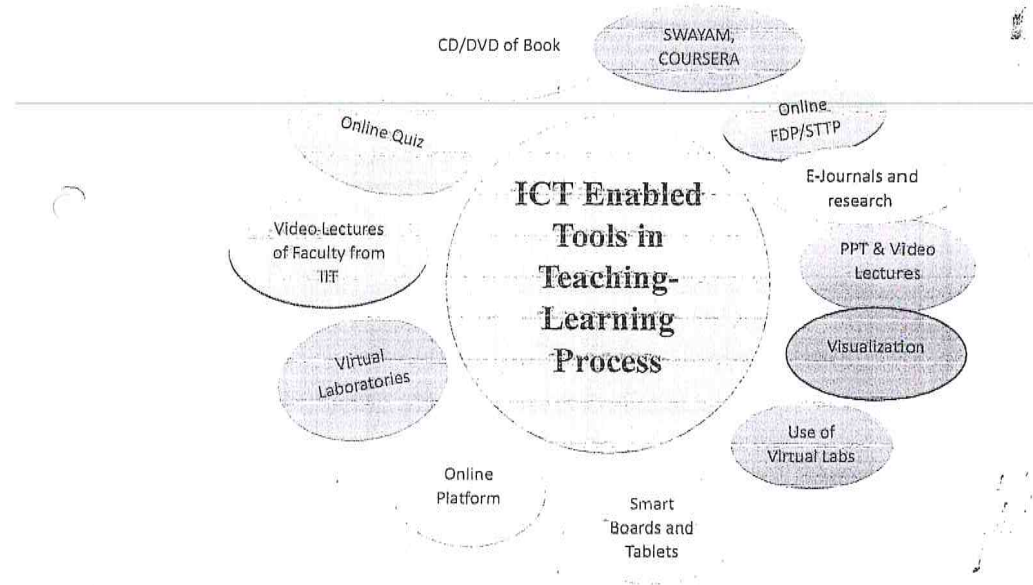 CD/DVD of Book
SWAYAM,
COURSERA
Online
FDP/STTP
E-Journals and
research
PPT & Video
Lectures
Visualization
Use of
Virtual Labs
Smart
Boards and
Tablets
Online
Platform
Virtual
Laboratories
Video Lectures
of Faculty from
IIT
Online Quiz
ICT Enabled
Tools in
Teaching-
Learning
Process